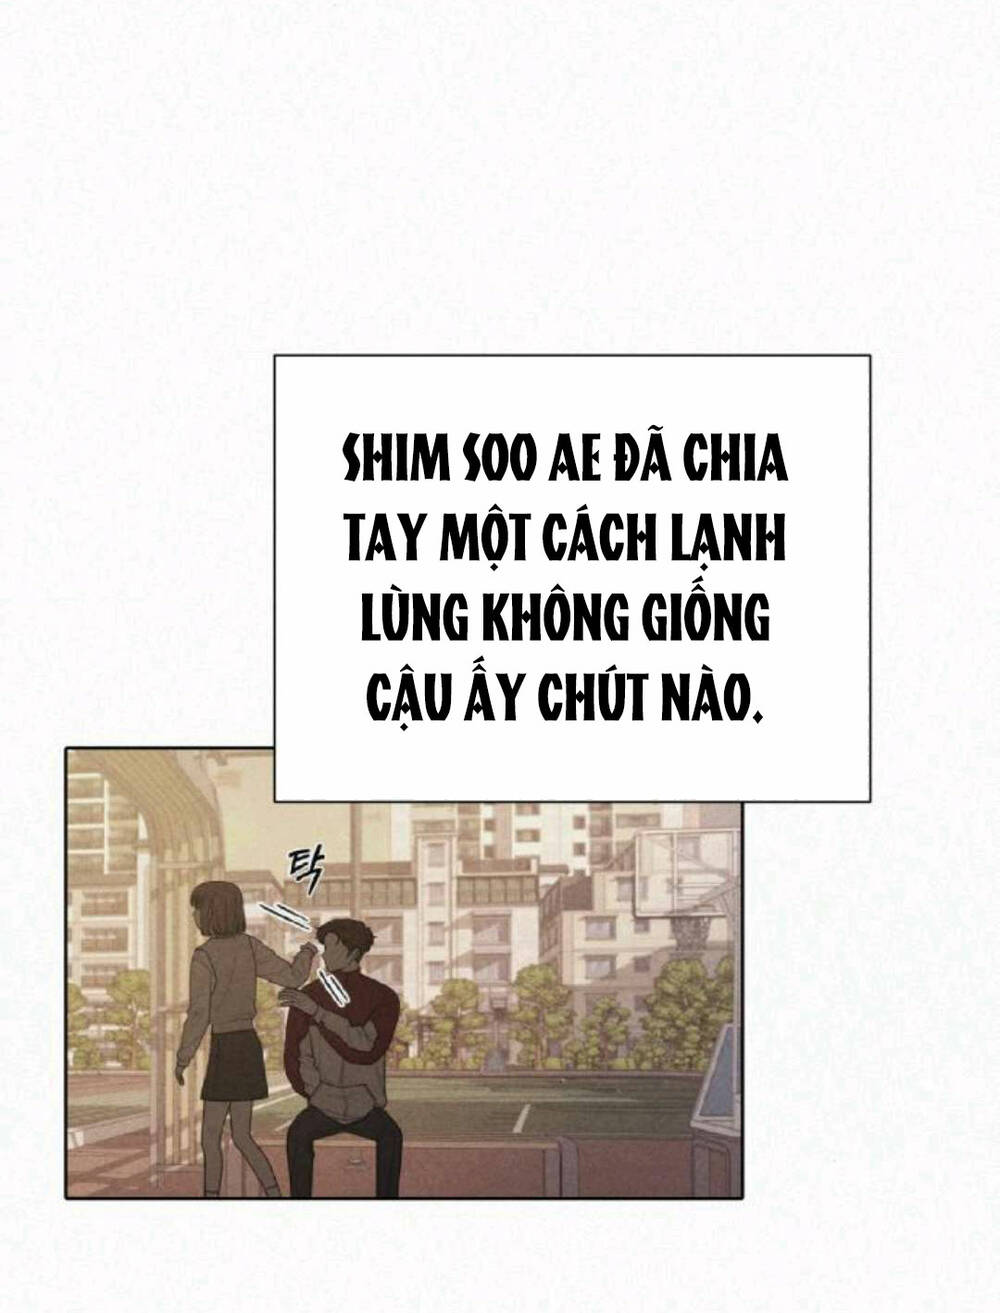 SHIM SOO AE ĐÃ CHIA
TAY MỘT CÁCH LẠNH
LÙNG KHÔNG GIỐNG
CẬU ẤY CHÚT NÀO.
탁